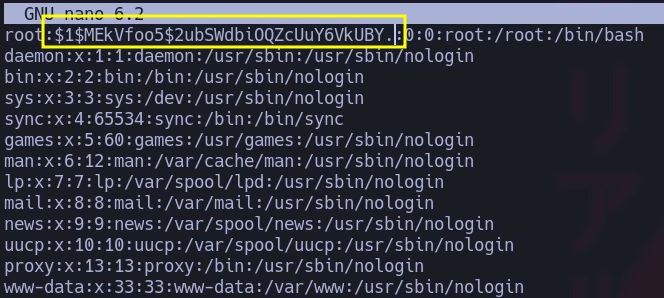 GNU nano 6.2
root:$1$MEkVfoo5$2ubSWdbiOQZcUuY6VkUBY.:0:0:root:/root:/bin/bash
daemon:x:1:1:daemon:/usr/sbin:/usr/sbin/nologin
bin:x:2:2:bin:/bin:/usr/sbin/nologin
sys:x:3:3:sys:/dev:/usr/sbin/nologin
sync:x:4:65534:sync:/bin:/bin/sync
games:x:5:60:games:/usr/games:/usr/sbin/nologin
man:x:6:12:man:/var/cache/man:/usr/sbin/nologin
lp:x:7:7:lp:/var/spool/lpd:/usr/sbin/nologin
mail:x:8:8:mail:/var/mail:/usr/sbin/nologin
news:x:9:9:news:/var/spool/news:/usr/sbin/nologin
uucp:x:10:10:uucp:/var/spool/uucp:/usr/sbin/nologin
proxy:x:13:13:proxy:/bin:/usr/sbin/nologin
www-data:x:33:33:www-data:/var/www:/usr/sbin/nologin
リア